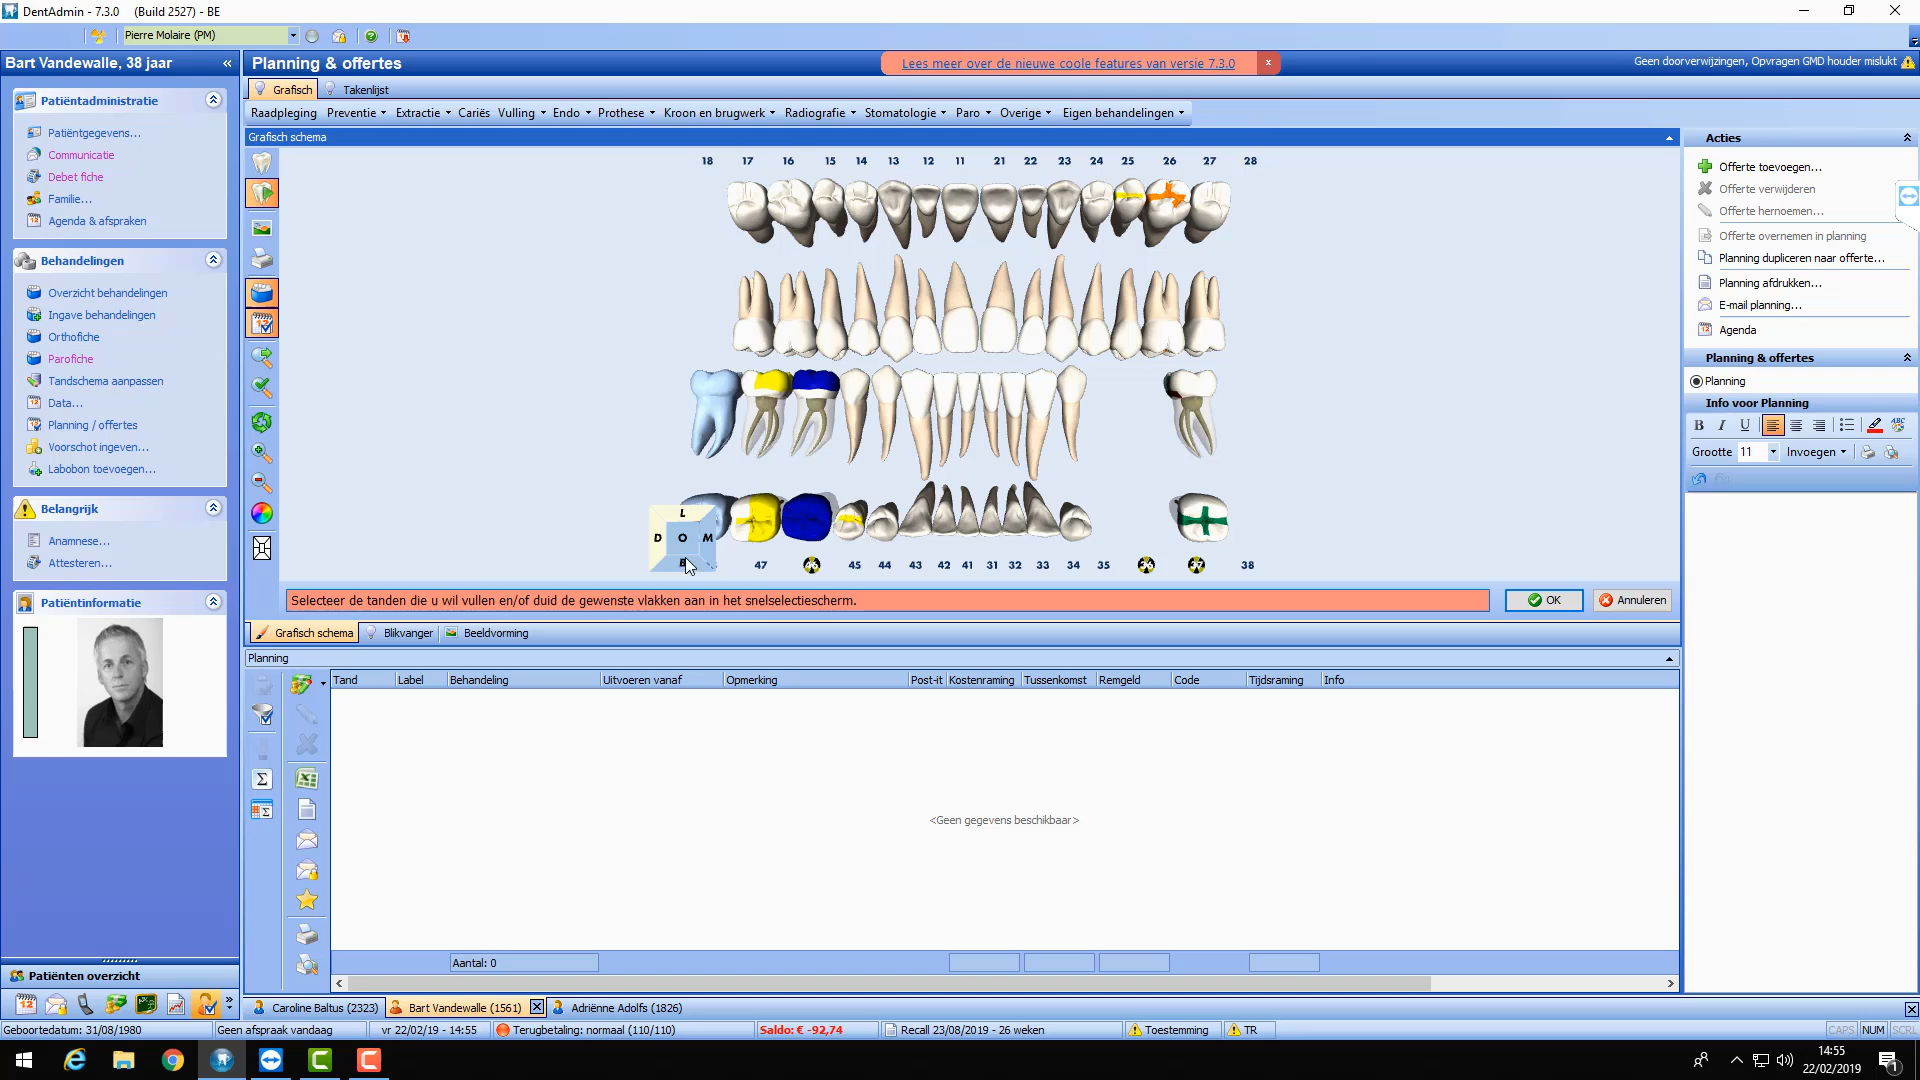 DentAdmin - 7.3.0 (Build 2527) - BE
Pierre Molaire (PM)
Bart Vandewalle, 38 jaar
Planning & offertes
Lees meer over de nieuwe coole features van versie 7.3.0
x
Geen doorverwijzingen, Opvragen GMD houder mislukt
Grafisch Takenlijst
Raadpleging Preventie Extractie Cariës Vulling Endo Prothese Kroon en brugwerk Radiografie Stomatologie Paro Overige Eigen behandelingen
Grafisch schema
Patiëntadministratie
Patiëntgegevens...
Communicatie
Debet fiche
Familie...
Agenda & afspraken
Behandelingen
Overzicht behandelingen
Ingave behandelingen
Orthofiche
Parofiche
Tandschema aanpassen
Data...
Planning / offertes
Voorschot ingeven...
Labobon toevoegen...
Belangrijk
Anamnese...
Attesteren...
Patiëntinformatie
Patiënten overzicht
18 17 16 15 14 13 12 11 21 22 23 24 25 26 27 28
L
D O M
B
47 46 45 44 43 42 41 31 32 33 34 35 36 37 38
Selecteer de tanden die u wil vullen en/of duid de gewenste vlakken aan in het snelselectiescherm.
OK Annuleren
Grafisch schema Blikvanger Beeldvorming
Planning
Tand Label Behandeling Uitvoeren vanaf Opmerking Post-it Kostenraming Tussenkomst Remgeld Code Tijdsraming Info
<Geen gegevens beschikbaar>
Aantal: 0
Acties
Offerte toevoegen...
Offerte verwijderen
Offerte hernoemen...
Offerte overnemen in planning
Planning dupliceren naar offerte...
Planning afdrukken...
E-mail planning...
Agenda
Planning & offertes
Planning
Info voor Planning
B I U ABC
Grootte 11 Invoegen
Caroline Baltus (2323) Bart Vandewalle (1561) Adriënne Adolfs (1826)
Geboortedatum: 31/08/1980 Geen afspraak vandaag vr 22/02/19 - 14:55 Terugbetaling: normaal (110/110) Saldo: € -92,74 Recall 23/08/2019 - 26 weken Toestemming TR CAPS NUM SCRL
14:55
22/02/2019
1